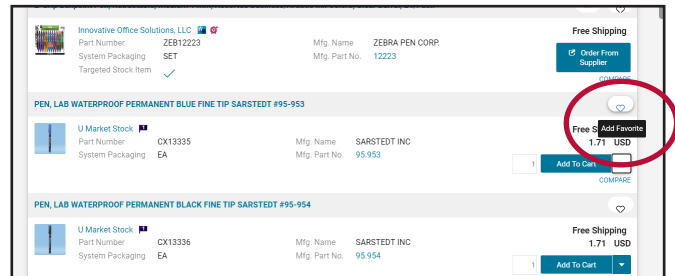 Innovative Office Solutions, LLC
Free Shipping
Part Number ZEB12223 Mfg. Name ZEBRA PEN CORP.
System Packaging SET Mfg. Part No. 12223
Order From Supplier
Targeted Stock Item
COMPARE
PEN, LAB WATERPROOF PERMANENT BLUE FINE TIP SARSTEDT #95-953
U Market Stock
Free S
Add Favorite
Part Number CX13335 Mfg. Name SARSTEDT INC
1.71 USD
System Packaging EA Mfg. Part No. 95.953
1 Add To Cart
COMPARE
PEN, LAB WATERPROOF PERMANENT BLACK FINE TIP SARSTEDT #95-954
U Market Stock
Free Shipping
Part Number CX13336 Mfg. Name SARSTEDT INC
1.71 USD
System Packaging EA Mfg. Part No. 95.954
1 Add To Cart